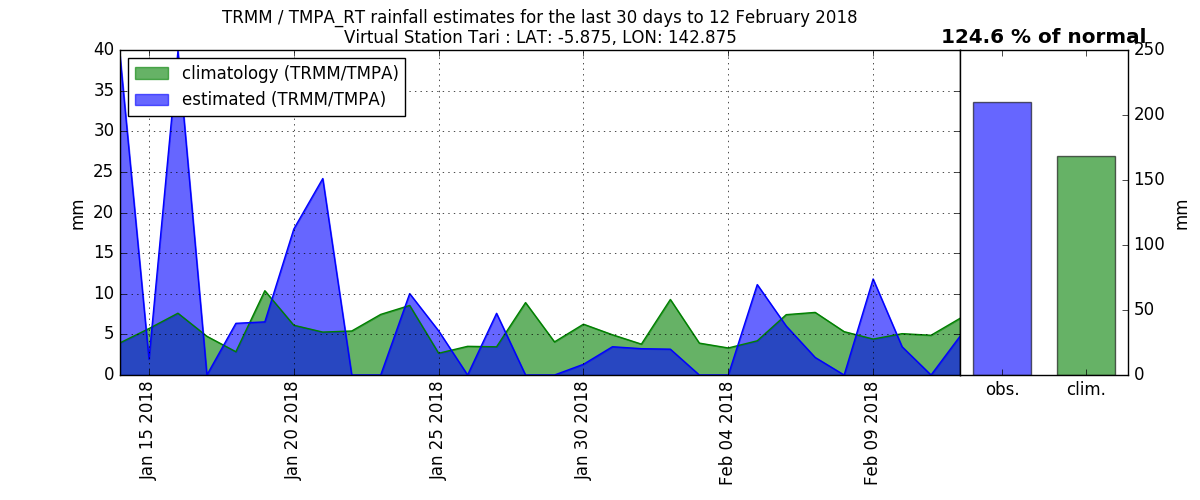 TRMM / TMPA_RT rainfall estimates for the last 30 days to 12 February 2018
Virtual Station Tari : LAT: -5.875, LON: 142.875
124.6 % of normal
climatology (TRMM/TMPA)
estimated (TRMM/TMPA)
40
35
30
25
20
15
10
5
0
mm
Jan 15 2018
Jan 20 2018
Jan 25 2018
Jan 30 2018
Feb 04 2018
Feb 09 2018
250
200
150
100
50
0
mm
obs.
clim.